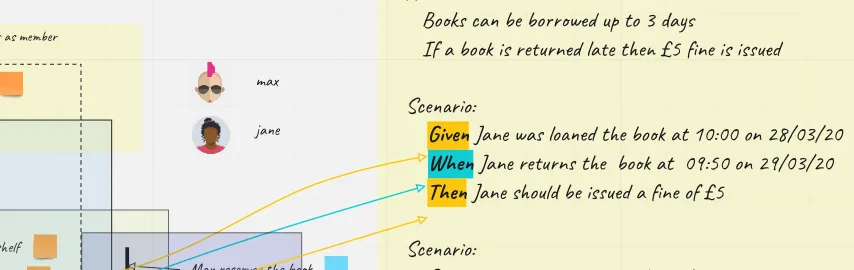 Books can be borrowed up to 3 days
If a book is returned late then £5 fine is issued
r as member
max
jane
Scenario:
Given Jane was loaned the book at 10:00 on 28/03/20
When Jane returns the book at 09:50 on 29/03/20
Then Jane should be issued a fine of £5
Scenario:
helf
Max reserves the book